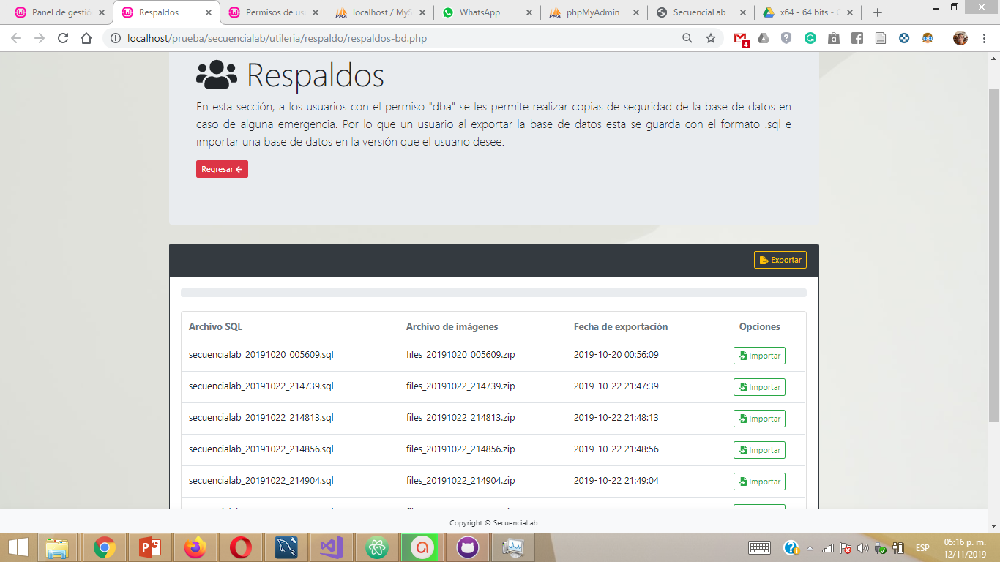 Panel de gestió
Respaldos
Permisos de us
localhost / MyS
WhatsApp
phpMyAdmin
SecuenciaLab
x64 - 64 bits - G
localhost/prueba/secuencialab/utileria/respaldo/respaldos-bd.php
4
Respaldos
En esta sección, a los usuarios con el permiso "dba" se les permite realizar copias de seguridad de la base de datos en
caso de alguna emergencia. Por lo que un usuario al exportar la base de datos esta se guarda con el formato .sql e
importar una base de datos en la versión que el usuario desee.
Regresar
Exportar
Archivo SQL Archivo de imágenes Fecha de exportación Opciones
secuencialab_20191020_005609.sql files_20191020_005609.zip 2019-10-20 00:56:09 Importar
secuencialab_20191022_214739.sql files_20191022_214739.zip 2019-10-22 21:47:39 Importar
secuencialab_20191022_214813.sql files_20191022_214813.zip 2019-10-22 21:48:13 Importar
secuencialab_20191022_214856.sql files_20191022_214856.zip 2019-10-22 21:48:56 Importar
secuencialab_20191022_214904.sql files_20191022_214904.zip 2019-10-22 21:49:04 Importar
Copyright © SecuenciaLab
ESP
05:16 p. m.
12/11/2019